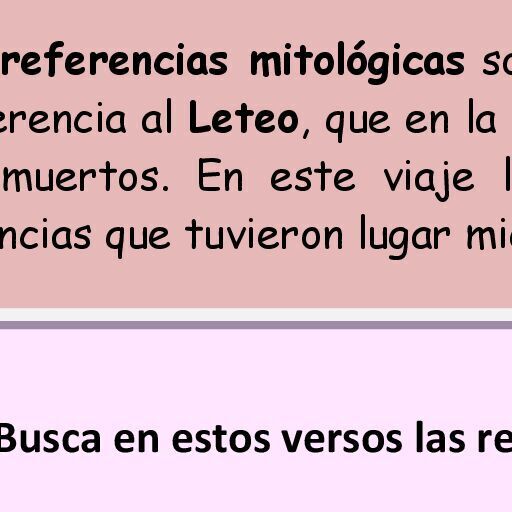 referencias mitológicas so
erencia al Leteo, que en la
muertos. En este viaje l
ncias que tuvieron lugar mi
Busca en estos versos las re